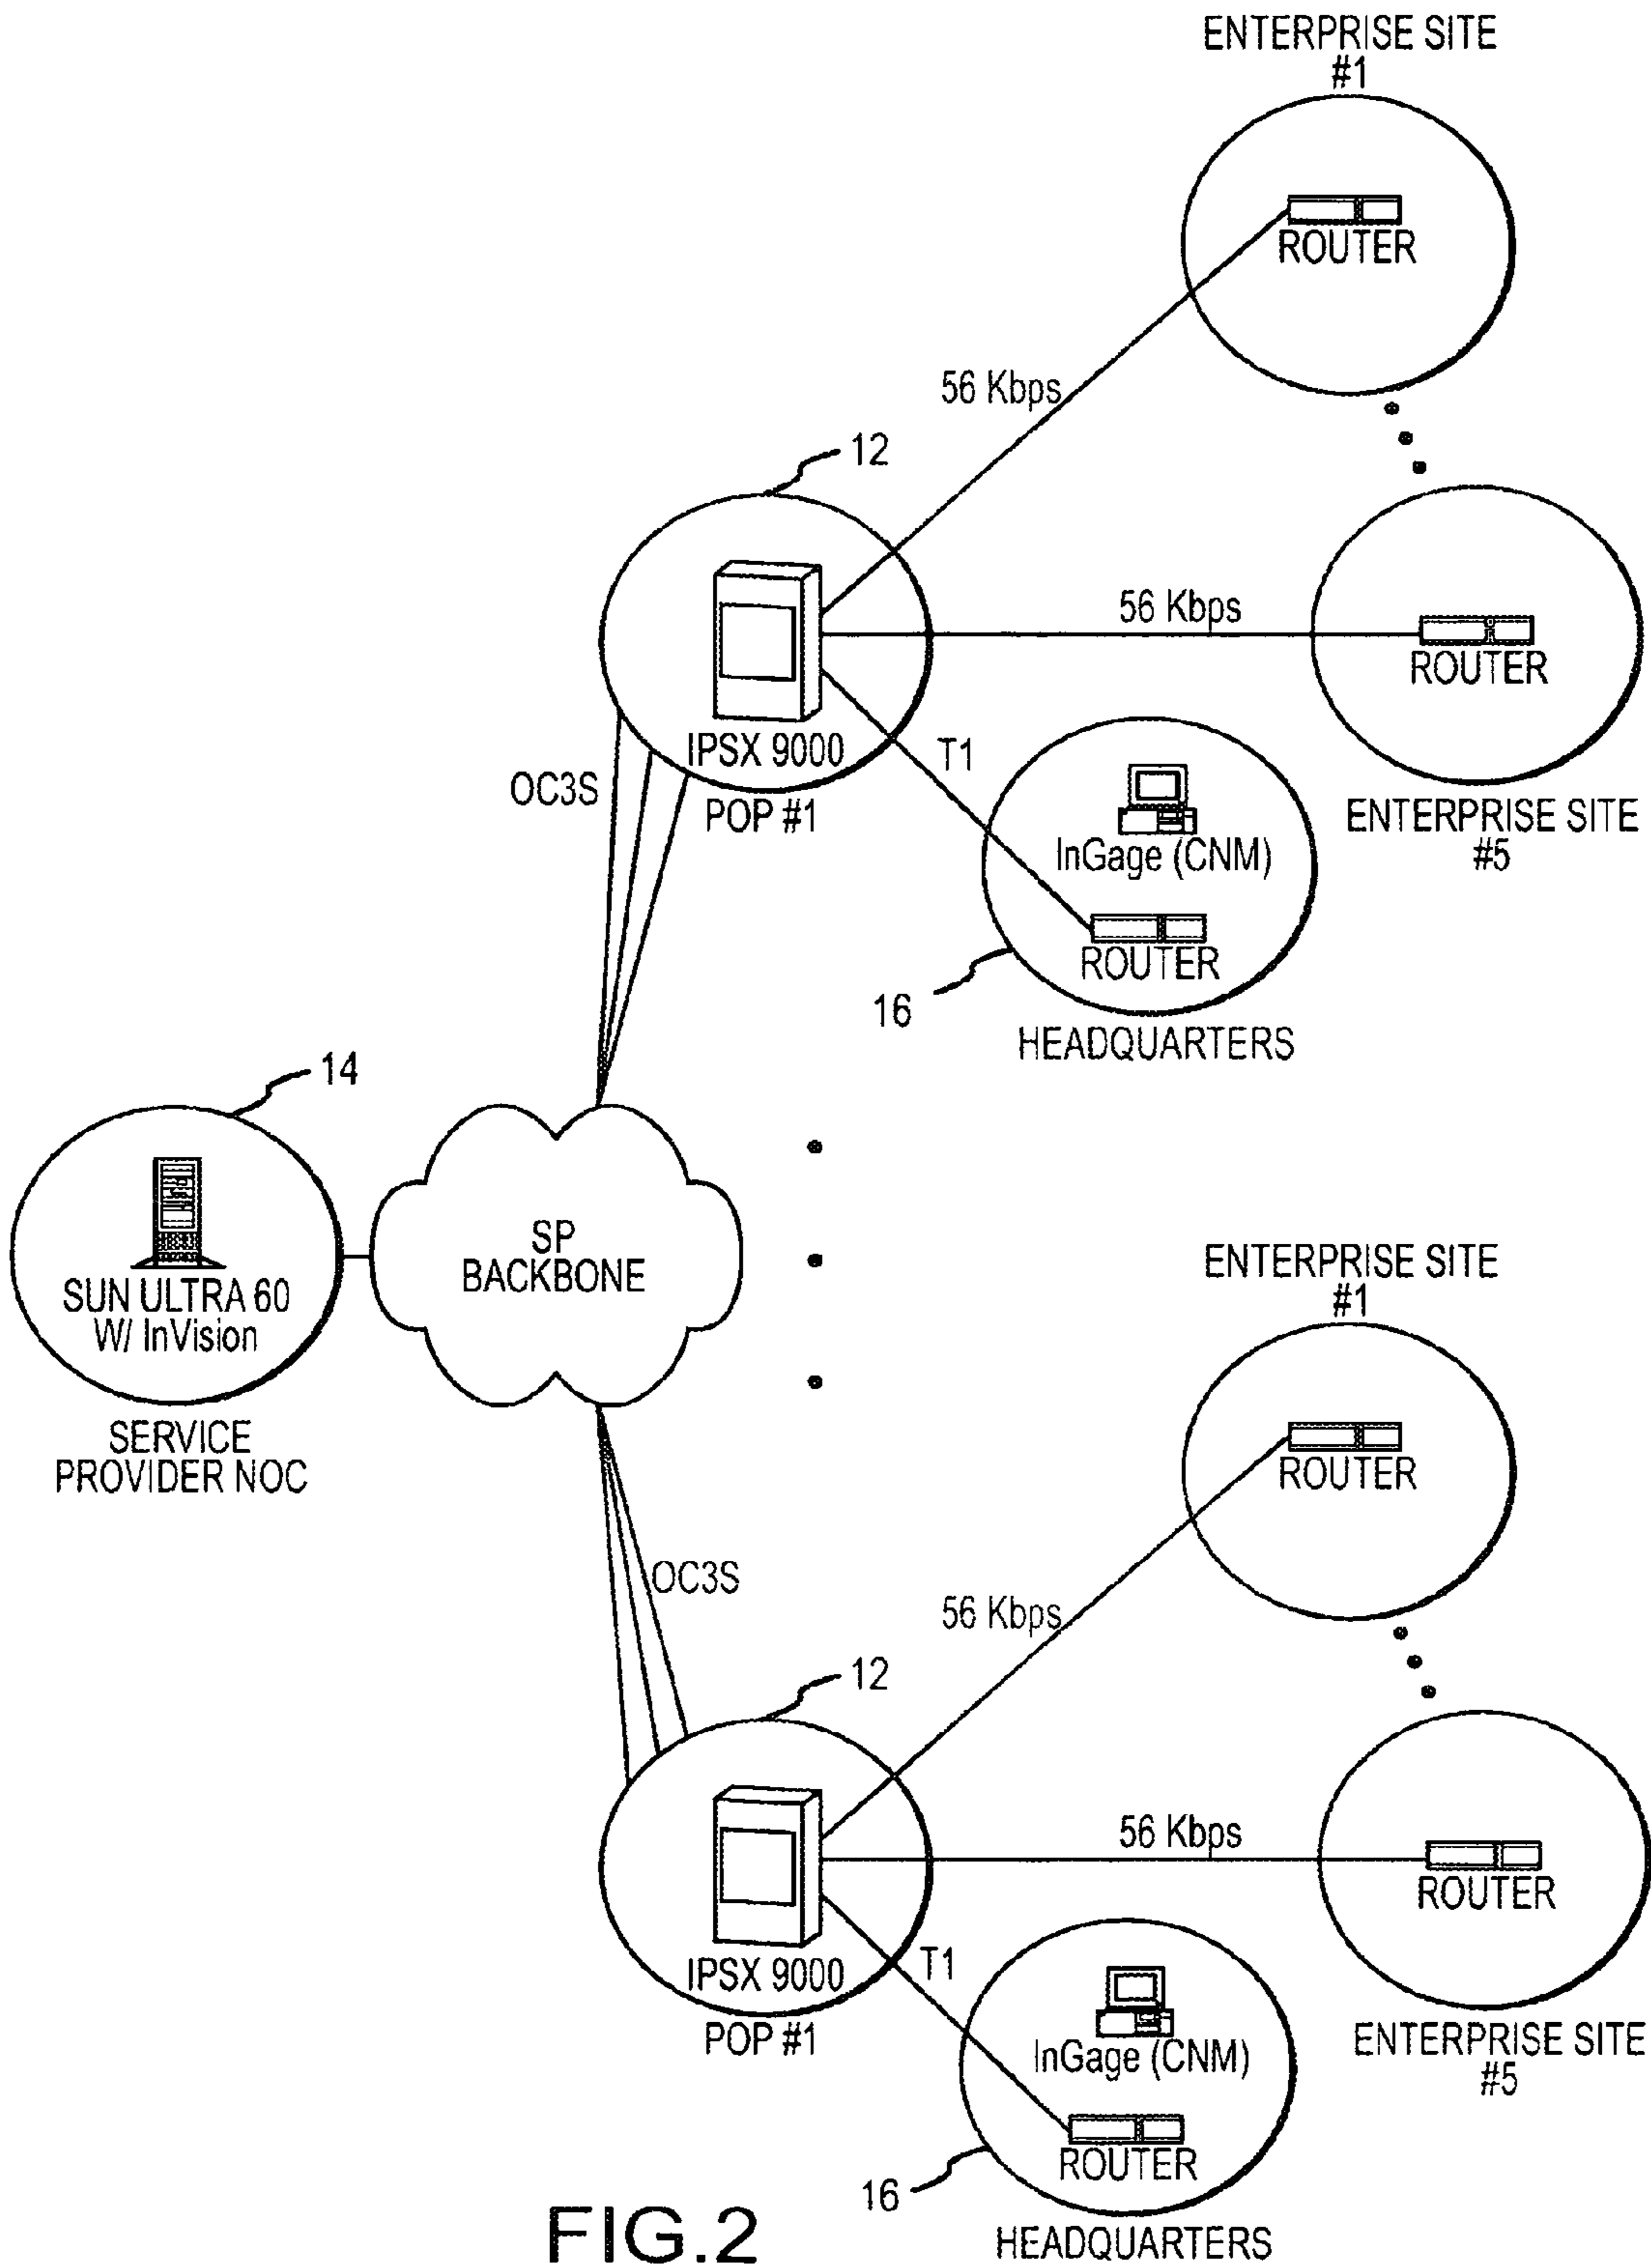 ENTERPRISE SITE
#1
ROUTER
56 Kbps
12
56 Kbps
ROUTER
IPSX 9000
T1
OC3S
POP #1
InGage (CNM)
ENTERPRISE SITE
#5
ROUTER
16
HEADQUARTERS
14
SP
BACKBONE
SUN ULTRA 60
W/ InVision
SERVICE
PROVIDER NOC
ENTERPRISE SITE
#1
ROUTER
OC3S
56 Kbps
12
56 Kbps
ROUTER
IPSX 9000
T1
POP #1
InGage (CNM)
ENTERPRISE SITE
#5
ROUTER
16
HEADQUARTERS
FIG.2